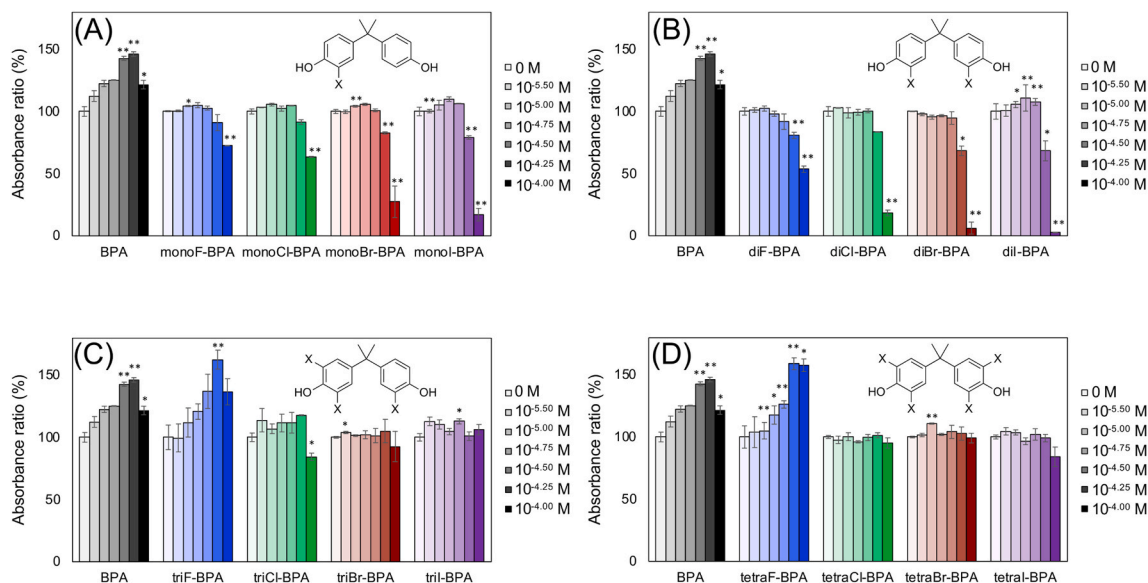 (A)
Absorbance ratio (%)
150
100
50
0
HO
X
OH
** **
*
*
**
**
**
**
**
**
**
0 M
10-5.50 M
10-5.00 M
10-4.75 M
10-4.50 M
10-4.25 M
10-4.00 M
BPA monoF-BPA monoCl-BPA monoBr-BPA monoI-BPA
(B)
Absorbance ratio (%)
150
100
50
0
HO
X
X
OH
** **
*
**
**
**
*
**
* ** **
*
**
0 M
10-5.50 M
10-5.00 M
10-4.75 M
10-4.50 M
10-4.25 M
10-4.00 M
BPA diF-BPA diCl-BPA diBr-BPA diI-BPA
(C)
Absorbance ratio (%)
150
100
50
0
X
HO
X
X
OH
** **
*
**
*
*
*
0 M
10-5.50 M
10-5.00 M
10-4.75 M
10-4.50 M
10-4.25 M
10-4.00 M
BPA triF-BPA triCl-BPA triBr-BPA triI-BPA
(D)
Absorbance ratio (%)
150
100
50
0
X
X
HO
X
X
OH
** **
*
** * ** ** *
**
0 M
10-5.50 M
10-5.00 M
10-4.75 M
10-4.50 M
10-4.25 M
10-4.00 M
BPA tetraF-BPA tetraCl-BPA tetraBr-BPA tetraI-BPA